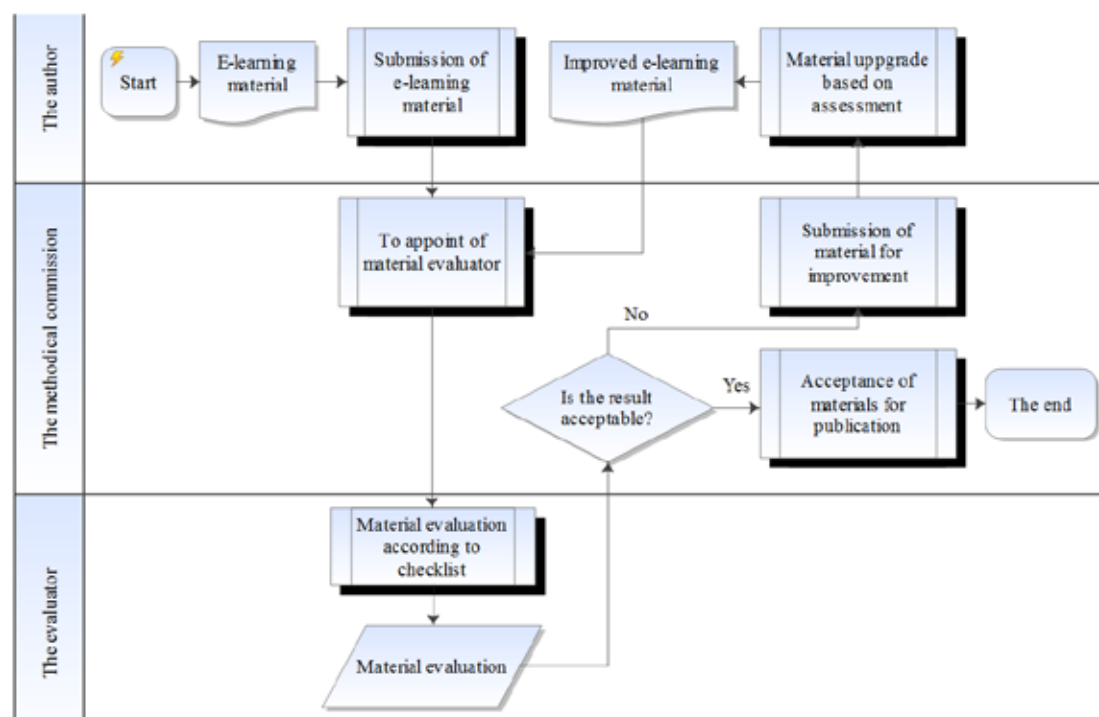 The author
Start
E-learning
material
Submission of
e-learning
material
Improved e-learning
material
Material uppgrade
based on
assessment
The methodical commission
To appoint of
material evaluator
Submission of
material for
improvement
No
Is the result
acceptable?
Yes
Acceptance of
materials for
publication
The end
The evaluator
Material evaluation
according to
checklist
Material evaluation